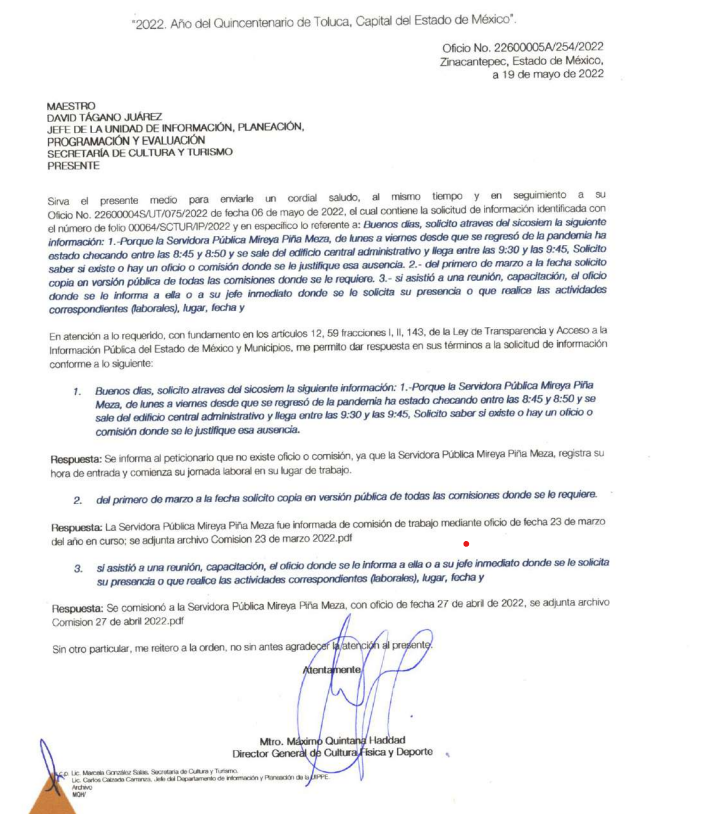 "2022. Año del Quincentenario de Toluca, Capital del Estado de México".
Oficio No. 22600005A/254/2022
Zinacantepec, Estado de México,
a 19 de mayo de 2022
MAESTRO
DAVID TÁGANO JUÁREZ
JEFE DE LA UNIDAD DE INFORMACIÓN, PLANEACIÓN,
PROGRAMACIÓN Y EVALUACIÓN
SECRETARÍA DE CULTURA Y TURISMO
PRESENTE
Sirva el presente medio para enviarle un cordial saludo, al mismo tiempo y en seguimiento a su
Oficio No. 22600004S/UT/075/2022 de fecha 06 de mayo de 2022, el cual contiene la solicitud de información identificada con
el número de folio 00064/SCTUR/IP/2022 y en especifico lo referente a: Buenos días, solicito atraves del sicosiem la siguiente
información: 1.-Porque la Servidora Pública Mireya Piña Meza, de lunes a viernes desde que se regresó de la pandemia ha
estado checando entre las 8:45 y 8:50 y se sale del edificio central administrativo y llega entre las 9:30 y las 9:45, Solicito
saber si existe o hay un oficio o comisión donde se le justifique esa ausencia. 2.- del primero de marzo a la fecha solicito
copia en versión pública de todas las comisiones donde se le requiere. 3.- si asistió a una reunión, capacitación, el oficio
donde se le informa a ella o a su jefe inmediato donde se le solicita su presencia o que realice las actividades
correspondientes (laborales), lugar, fecha y
En atención a lo requerido, con fundamento en los artículos 12, 59 fracciones I, II, 143, de la Ley de Transparencia y Acceso a la
Información Pública del Estado de México y Municipios, me permito dar respuesta en sus términos a la solicitud de información
conforme a lo siguiente:
1. Buenos días, solicito atraves del sicosiem la siguiente información: 1.-Porque la Servidora Pública Mireya Piña
Meza, de lunes a viernes desde que se regresó de la pandemia ha estado checando entre las 8:45 y 8:50 y se
sale del edificio central administrativo y llega entre las 9:30 y las 9:45, Solicito saber si existe o hay un oficio o
comisión donde se le justifique esa ausencia.
Respuesta: Se informa al peticionario que no existe oficio o comisión, ya que la Servidora Pública Mireya Piña Meza, registra su
hora de entrada y comienza su jornada laboral en su lugar de trabajo.
2. del primero de marzo a la fecha solicito copia en versión pública de todas las comisiones donde se le requiere.
Respuesta: La Servidora Pública Mireya Piña Meza fue informada de comisión de trabajo mediante oficio de fecha 23 de marzo
del año en curso; se adjunta archivo Comision 23 de marzo 2022.pdf
3. si asistió a una reunión, capacitación, el oficio donde se le informa a ella o a su jefe inmediato donde se le solicita
su presencia o que realice las actividades correspondientes (laborales), lugar, fecha y
Respuesta: Se comisionó a la Servidora Pública Mireya Piña Meza, con oficio de fecha 27 de abril de 2022, se adjunta archivo
Comision 27 de abril 2022.pdf
Sin otro particular, me reitero a la orden, no sin antes agradecer la atención al presente.
Atentamente
Mtro. Máximo Quintana Haddad
Director General de Cultura Física y Deporte
c.p. Lic. Marcela González Salas, Secretaria de Cultura y Turismo.
Lic. Carlos Calzada Carranza, Jefe del Departamento de información y Planeación de la UIPPE.
Archivo
MQH/